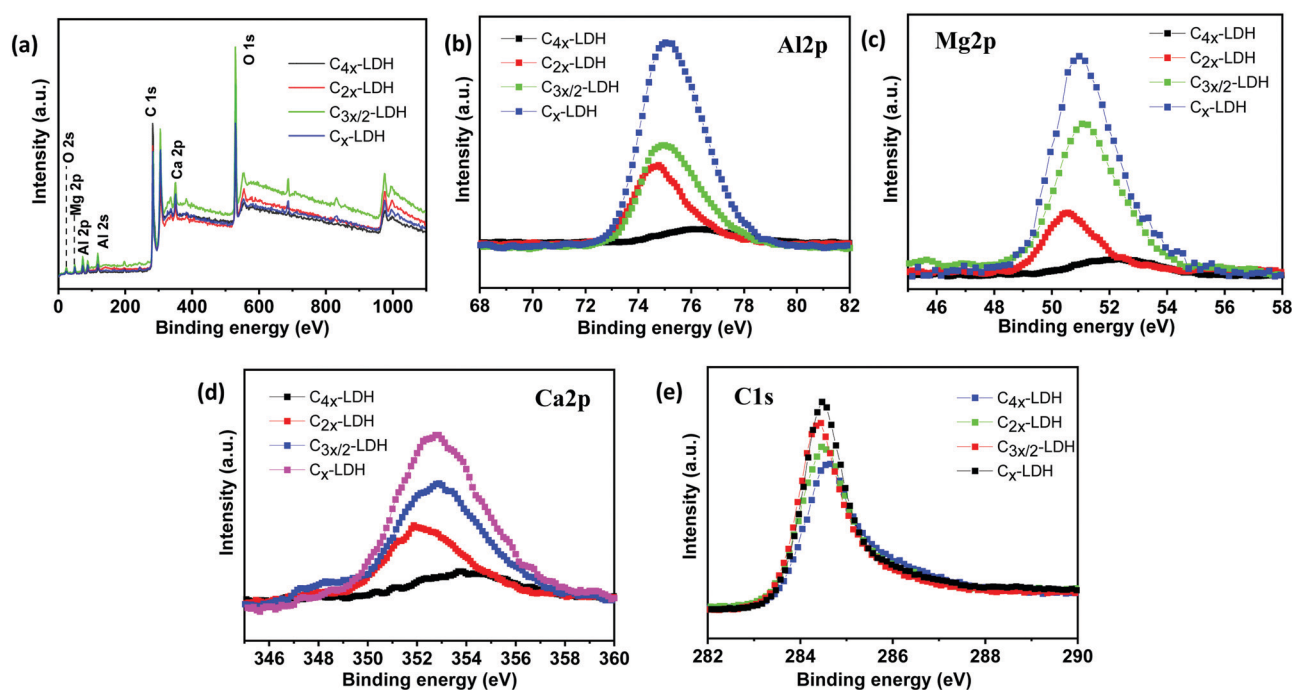 (a)
C4x-LDH
C2x-LDH
C3x/2-LDH
Cx-LDH
O 2s
Mg 2p
Al 2p
Al 2s
C 1s
Ca 2p
O 1s
Intensity (a.u.)
0 200 400 600 800 1000
Binding energy (eV)
(b)
C4x-LDH
C2x-LDH
C3x/2-LDH
Cx-LDH
Al2p
Intensity (a.u.)
68 70 72 74 76 78 80 82
Binding energy (eV)
(c)
Mg2p
C4x-LDH
C2x-LDH
C3x/2-LDH
Cx-LDH
Intensity (a.u.)
46 48 50 52 54 56 58
Binding energy (eV)
(d)
C4x-LDH
C2x-LDH
C3x/2-LDH
Cx-LDH
Ca2p
Intensity (a.u.)
346 348 350 352 354 356 358 360
Binding energy (eV)
(e)
C1s
C4x-LDH
C2x-LDH
C3x/2-LDH
Cx-LDH
Intensity (a.u.)
282 284 286 288 290
Binding energy (eV)